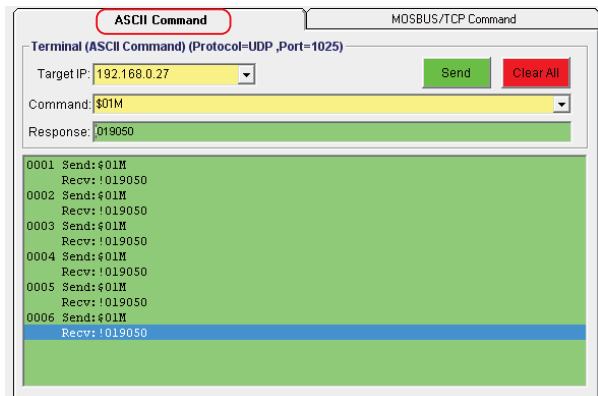 ASCII Command
MOSBUS/TCP Command
Terminal (ASCII Command) (Protocol=UDP ,Port=1025)
Target IP: 192.168.0.27
Send
Clear All
Command: $01M
Response: !019050
0001 Send:$01M
Recv:!019050
0002 Send:$01M
Recv:!019050
0003 Send:$01M
Recv:!019050
0004 Send:$01M
Recv:!019050
0005 Send:$01M
Recv:!019050
0006 Send:$01M
Recv:!019050